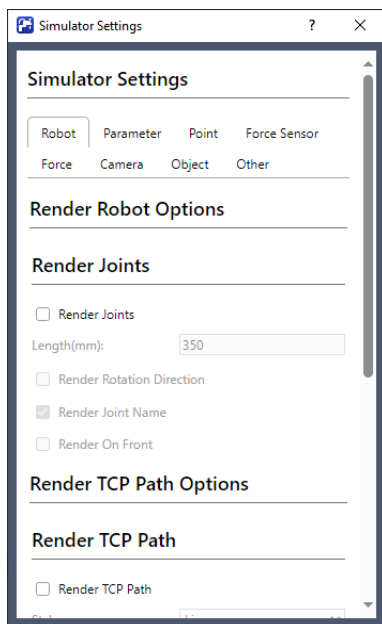 Simulator Settings ?
Simulator Settings
Robot Parameter Point Force Sensor
Force Camera Object Other
Render Robot Options
Render Joints
Render Joints
Length(mm): 350
Render Rotation Direction
Render Joint Name
Render On Front
Render TCP Path Options
Render TCP Path
Render TCP Path